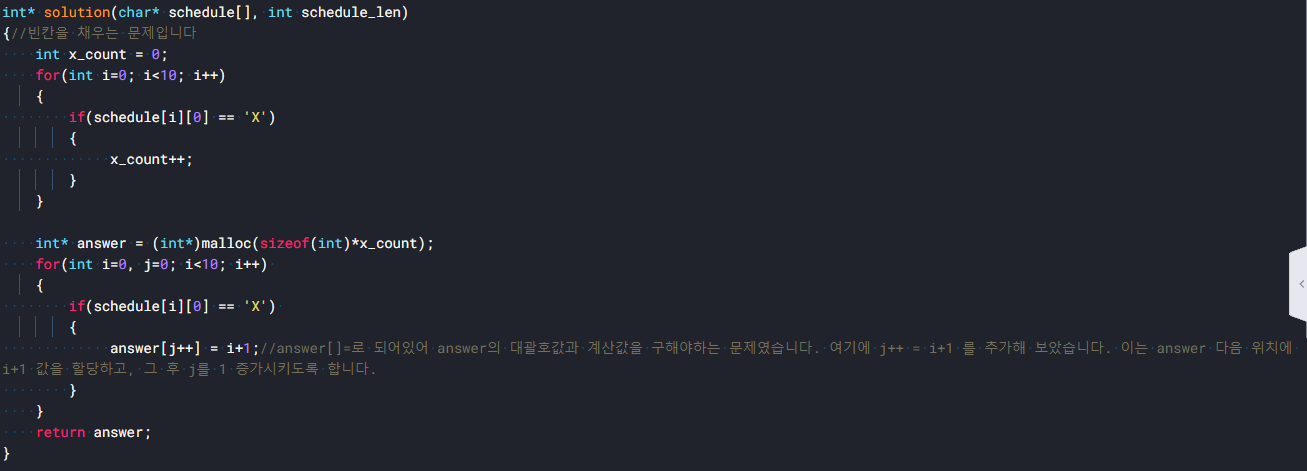 int* solution(char* schedule[], int schedule_len)
{//빈칸을 채우는 문제입니다
    int x_count = 0;
    for(int i=0; i<10; i++)
    {
        if(schedule[i][0] == 'X')
        {
            x_count++;
        }
    }

    int* answer = (int*)malloc(sizeof(int)*x_count);
    for(int i=0, j=0; i<10; i++)
    {
        if(schedule[i][0] == 'X')
        {
            answer[j++] = i+1;//answer[]=로 되어있어 answer의 대괄호값과 계산값을 구해야하는 문제였습니다. 여기에 j++ = i+1 를 추가해 보았습니다. 이는 answer 다음 위치에
i+1 값을 할당하고, 그 후 j를 1 증가시키도록 합니다.
        }
    }
    return answer;
}